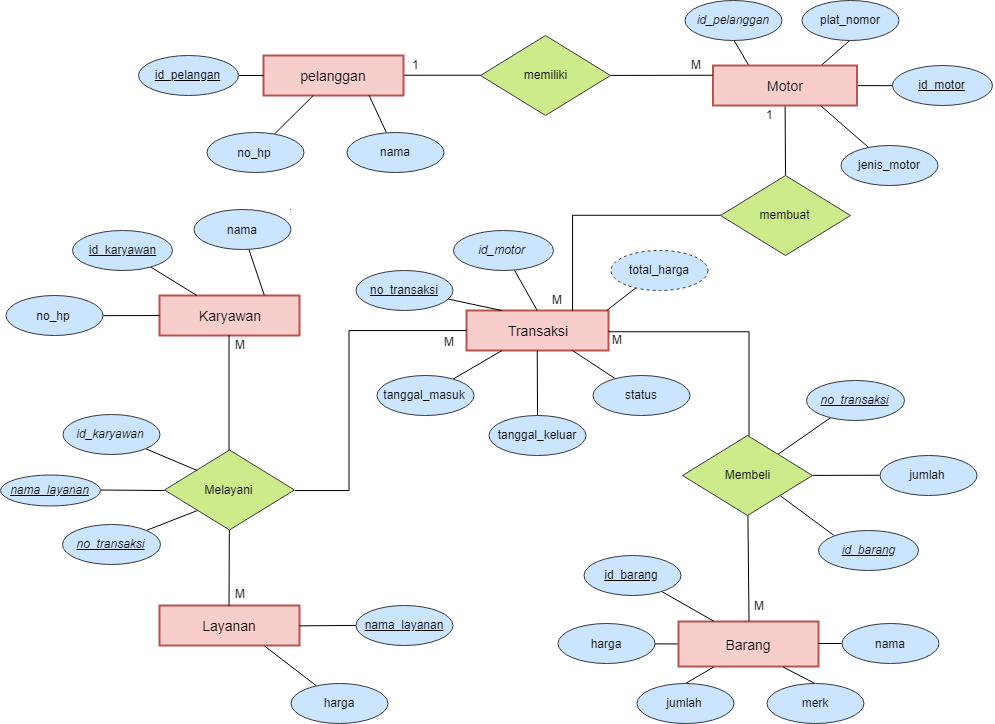 id_pelanggan
plat_nomor
id_pelangan
pelanggan
1
memiliki
M
Motor
id_motor
1
no_hp
nama
jenis_motor
membuat
nama
id_karyawan
id_motor
total_harga
no_transaksi
M
no_hp
Karyawan
Transaksi
M
M
M
tanggal_masuk
status
tanggal_keluar
no_transaksi
id_karyawan
nama_layanan
Melayani
Membeli
jumlah
no_transaksi
id_barang
id_barang
M
M
Layanan
nama_layanan
harga
Barang
nama
harga
jumlah
merk